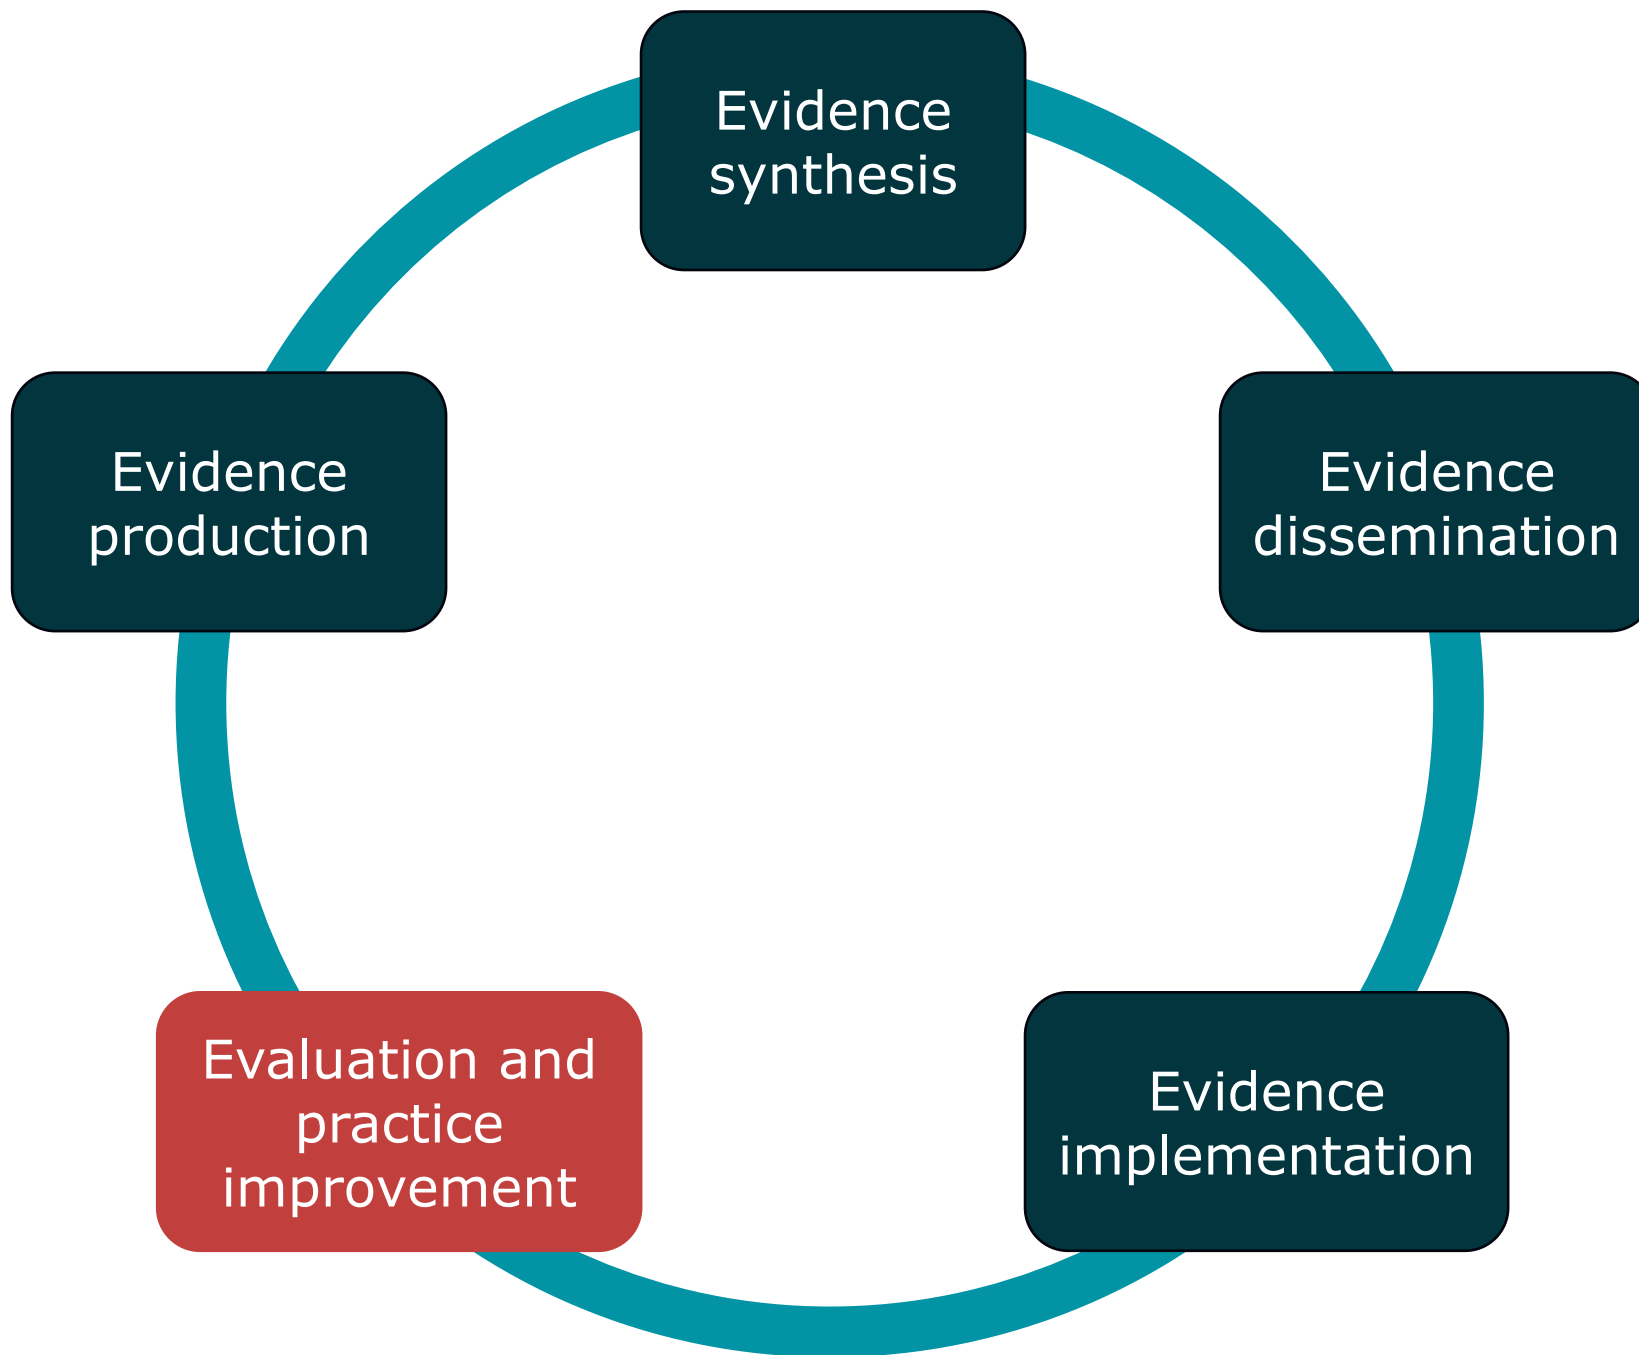 Evidence
synthesis
Evidence
production
Evidence
dissemination
Evaluation and
practice
improvement
Evidence
implementation